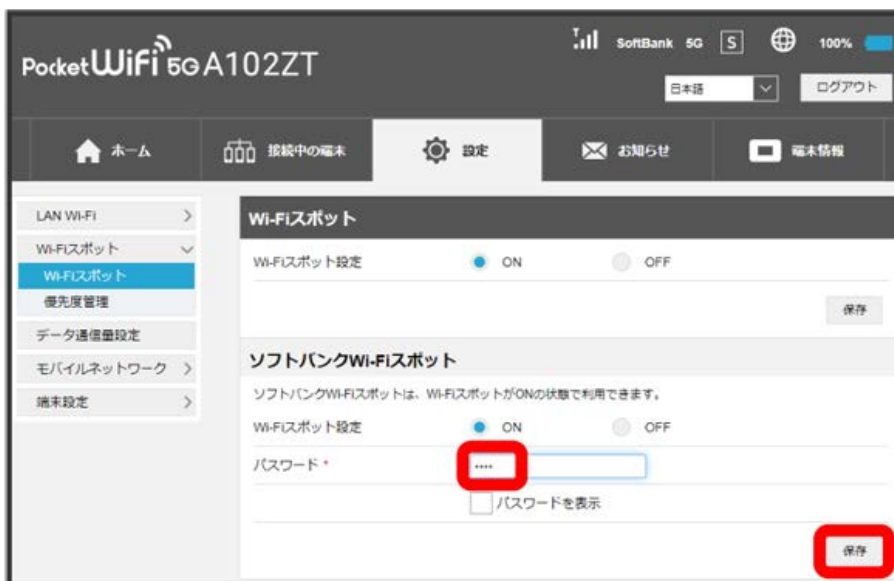 PocketWiFi 5G A102ZT
SoftBank 5G S 100%
日本語 ログアウト
ホーム 接続中の端末 設定 お知らせ 端末情報
LAN Wi-Fi
Wi-Fiスポット
Wi-Fiスポット
優先度管理
データ通信量設定
モバイルネットワーク
端末設定
Wi-Fiスポット
Wi-Fiスポット設定 ON OFF
保存
ソフトバンクWi-Fiスポット
ソフトバンクWi-Fiスポットは、Wi-FiスポットがONの状態で利用できます。
Wi-Fiスポット設定 ON OFF
パスワード * ••••
パスワードを表示
保存